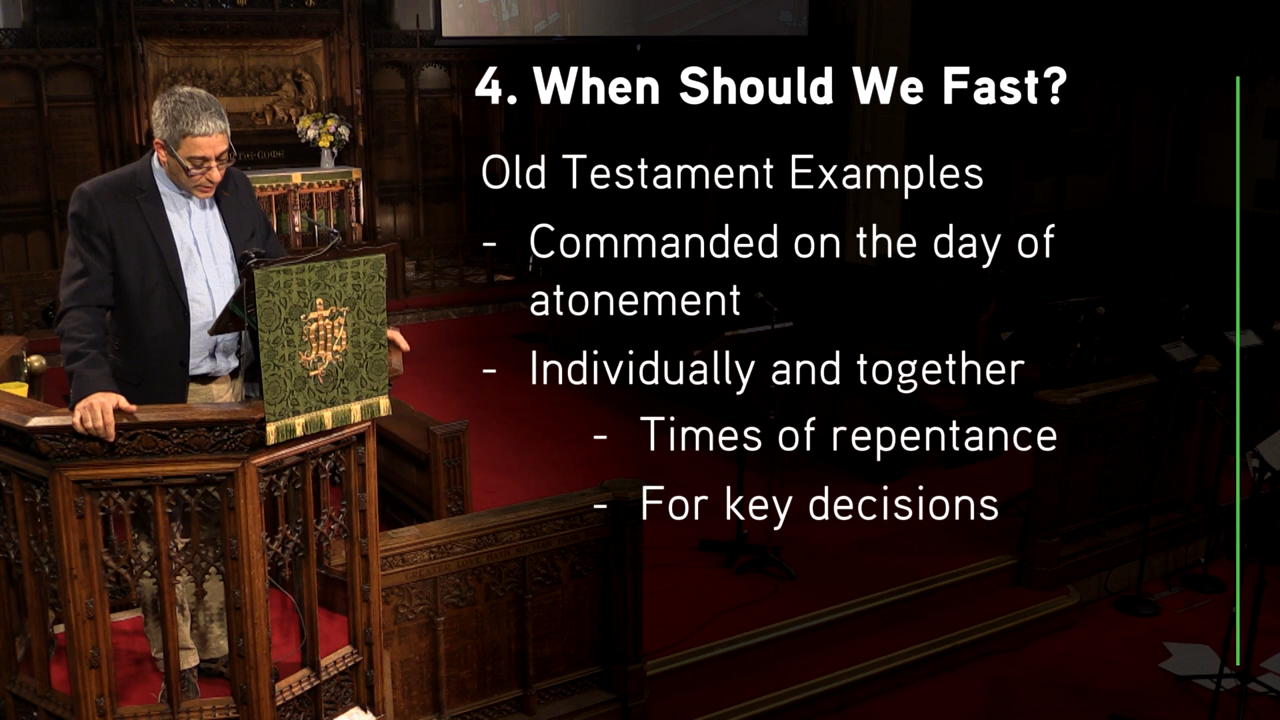 4. When Should We Fast?
Old Testament Examples
- Commanded on the day of
atonement
- Individually and together
- Times of repentance
- For key decisions